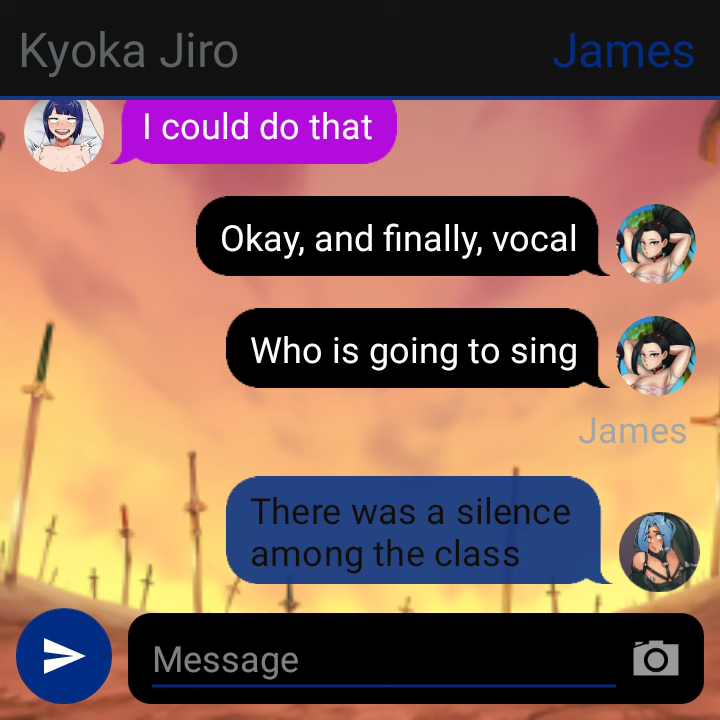 Kyoka Jiro
James
I could do that
Okay, and finally, vocal
Who is going to sing
James
There was a silence
among the class
Message